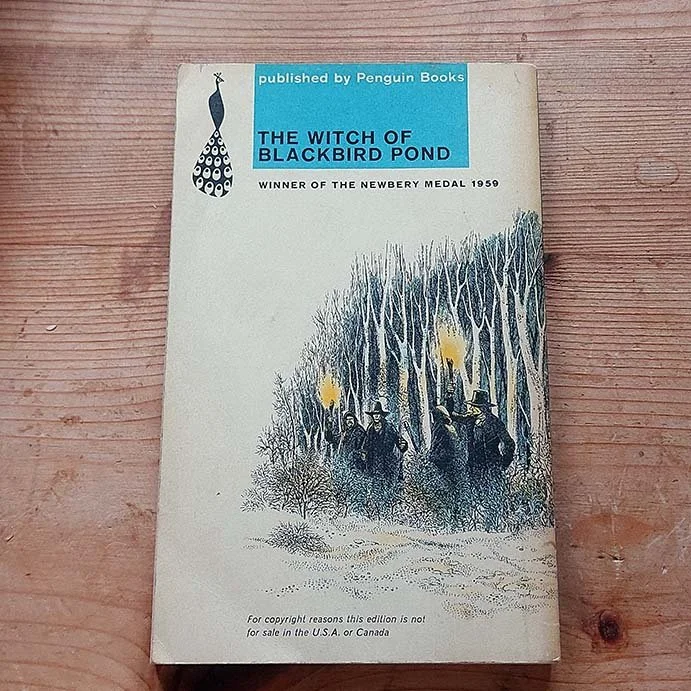 published by Penguin Books
THE WITCH OF
BLACKBIRD POND
WINNER OF THE NEWBERY MEDAL 1959
For copyright reasons this edition is not
for sale in the U.S.A. or Canada